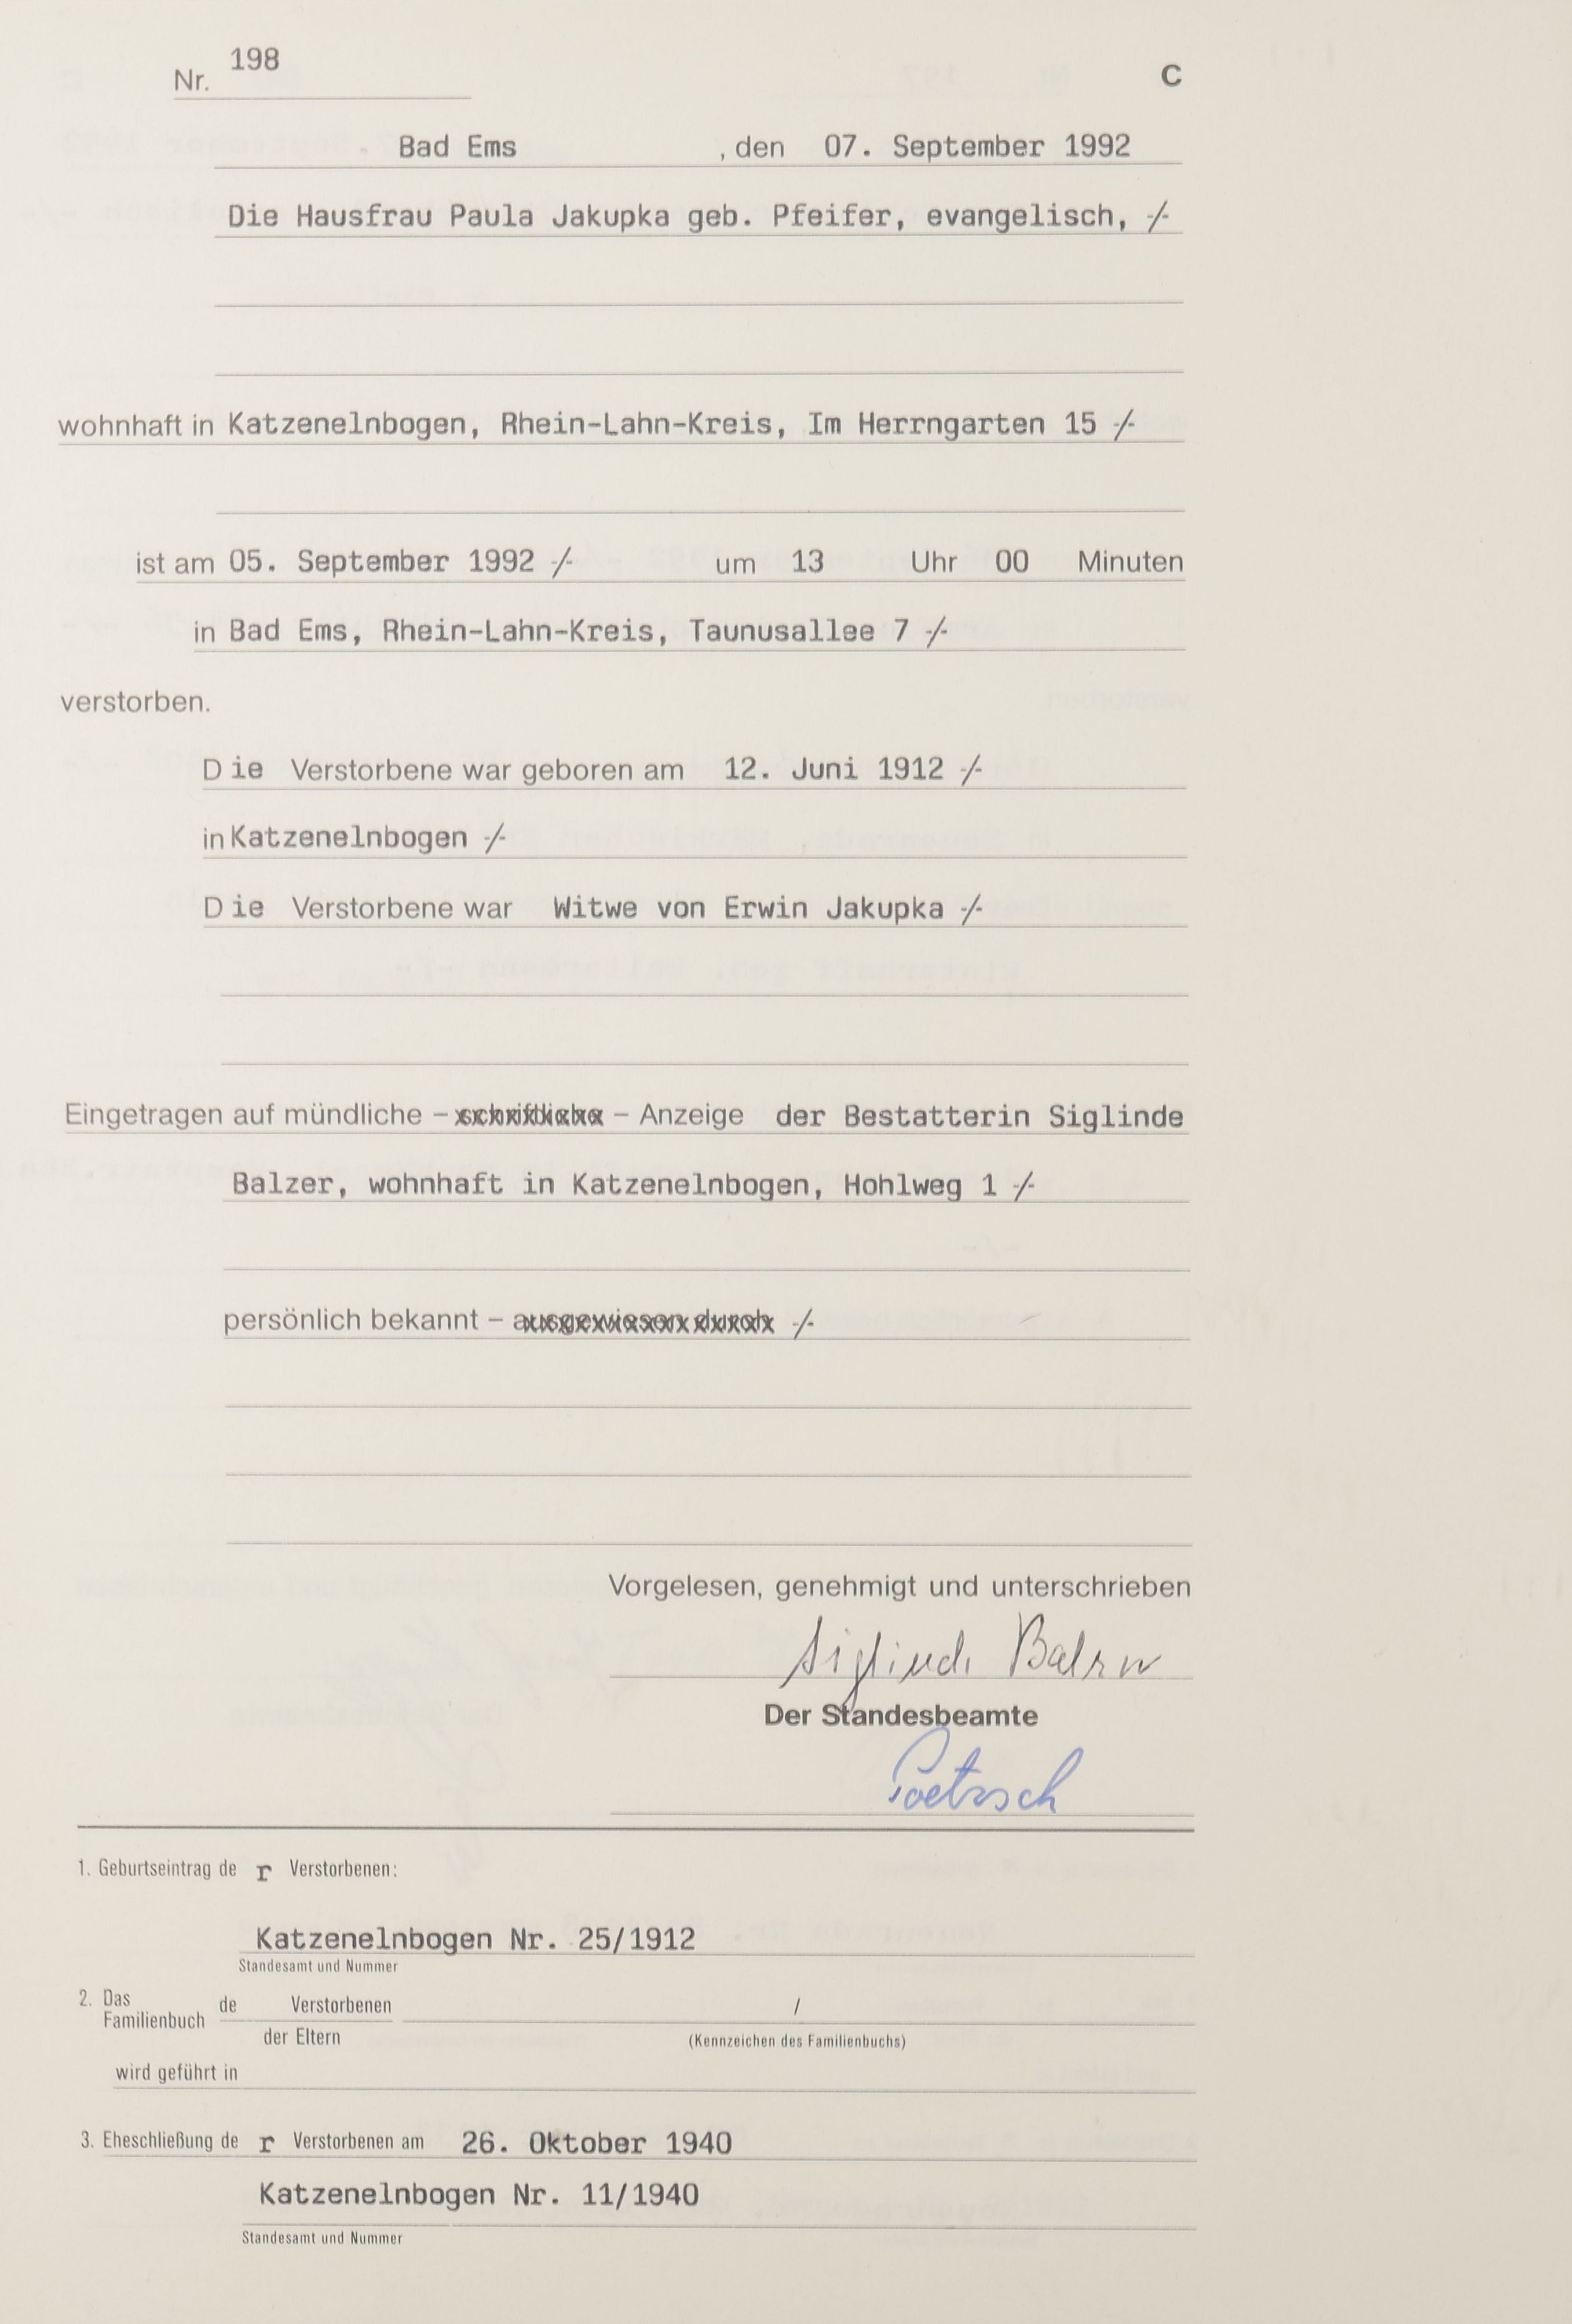 Nr. 198
C
Bad Ems , den 07. September 1992
Die Hausfrau Paula Jakupka geb. Pfeifer, evangelisch, -/-
wohnhaft in Katzenelnbogen, Rhein-Lahn-Kreis, Im Herrngarten 15 -/-
ist am 05. September 1992 -/- um 13 Uhr 00 Minuten
in Bad Ems, Rhein-Lahn-Kreis, Taunusallee 7 -/-
verstorben.
Die Verstorbene war geboren am 12. Juni 1912 -/-
in Katzenelnbogen -/-
Die Verstorbene war Witwe von Erwin Jakupka -/-
Eingetragen auf mündliche – schriftliche – Anzeige der Bestatterin Siglinde
Balzer, wohnhaft in Katzenelnbogen, Hohlweg 1 -/-
persönlich bekannt – ausgewiesen durch -/-
Vorgelesen, genehmigt und unterschrieben
Siglinde Balzer
Der Standesbeamte
Poetzsch
1. Geburtseintrag de r Verstorbenen:
Katzenelnbogen Nr. 25/1912
Standesamt und Nummer
2. Das Familienbuch de Verstorbenen /
der Eltern (Kennzeichen des Familienbuchs)
wird geführt in
3. Eheschließung de r Verstorbenen am 26. Oktober 1940
Katzenelnbogen Nr. 11/1940
Standesamt und Nummer